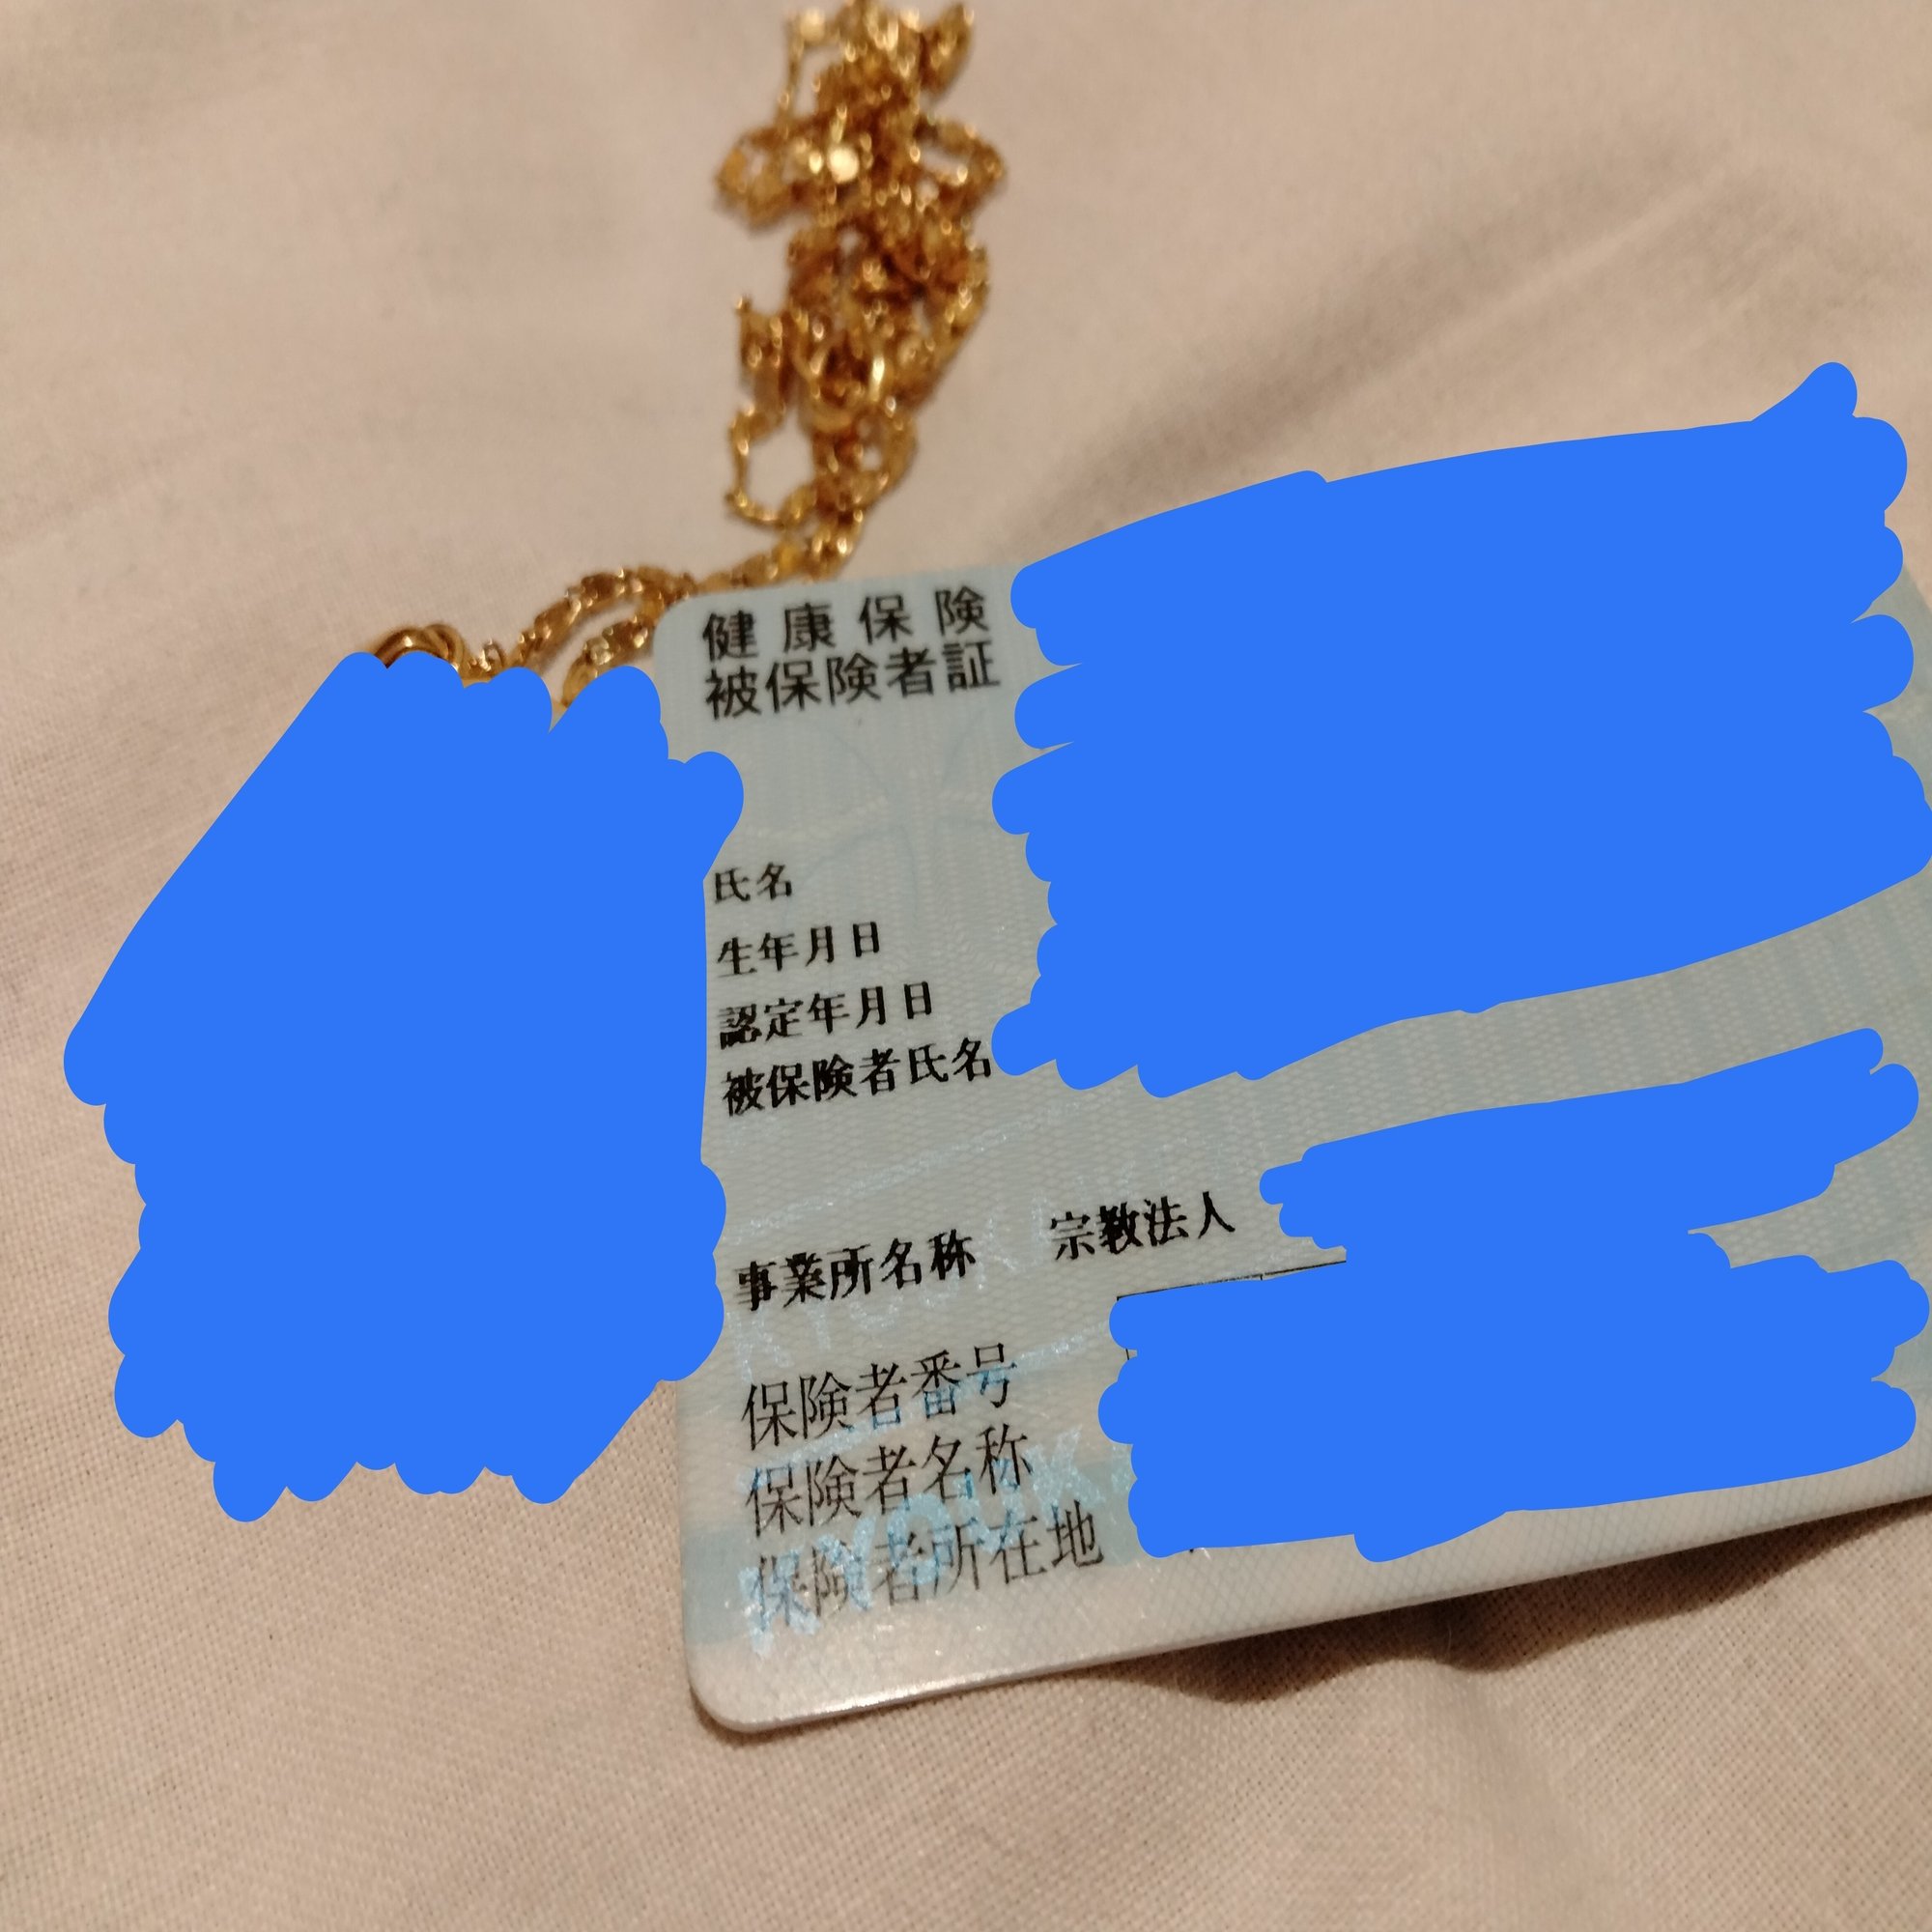 健康保険
被保険者証
氏名
生年月日
認定年月日
被保険者氏名
事業所名称 宗教法人
保険者番号
保険者名称
保険者所在地